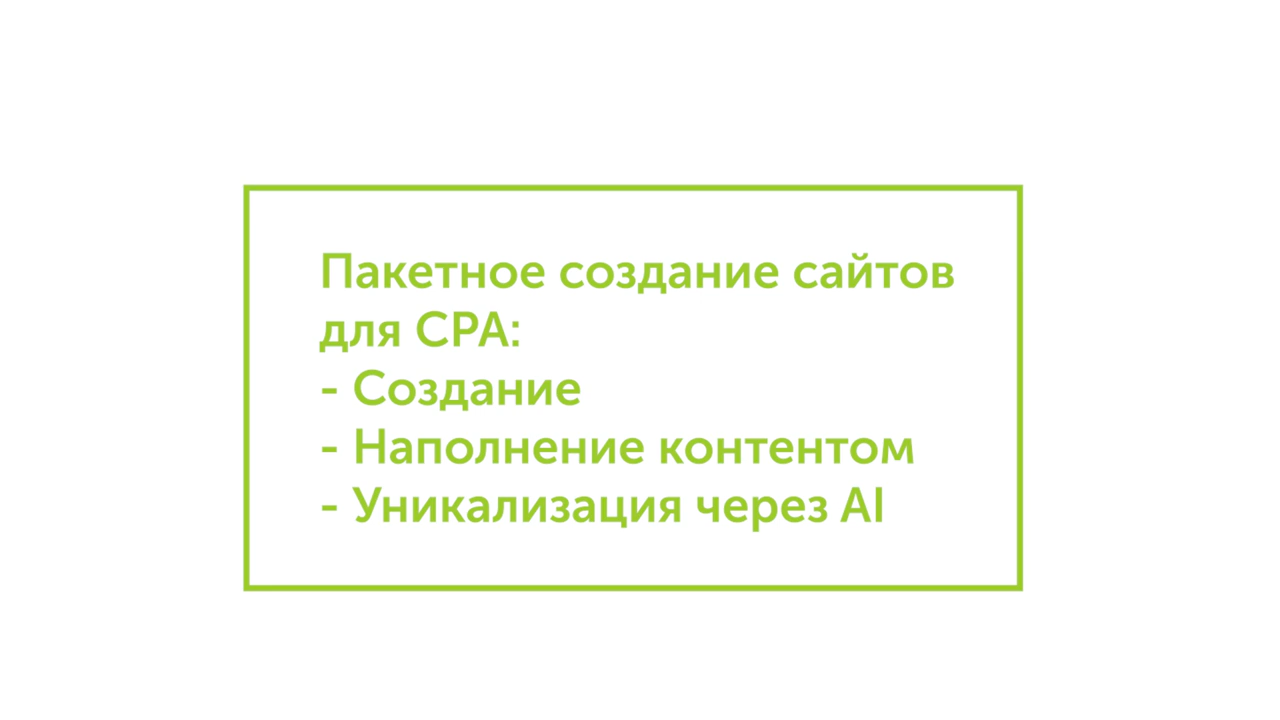 Пакетное создание сайтов
для CPA:
- Создание
- Наполнение контентом
- Уникализация через AI